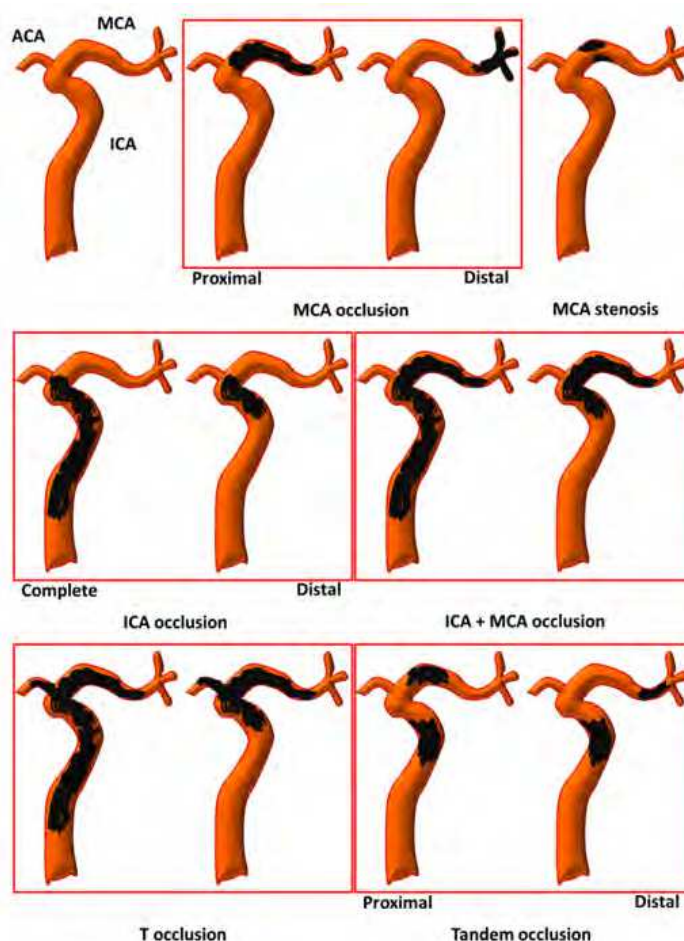 MCA
ACA
ICA
Proximal Distal
MCA occlusion MCA stenosis
Complete Distal
ICA occlusion ICA + MCA occlusion
Proximal Distal
T occlusion Tandem occlusion